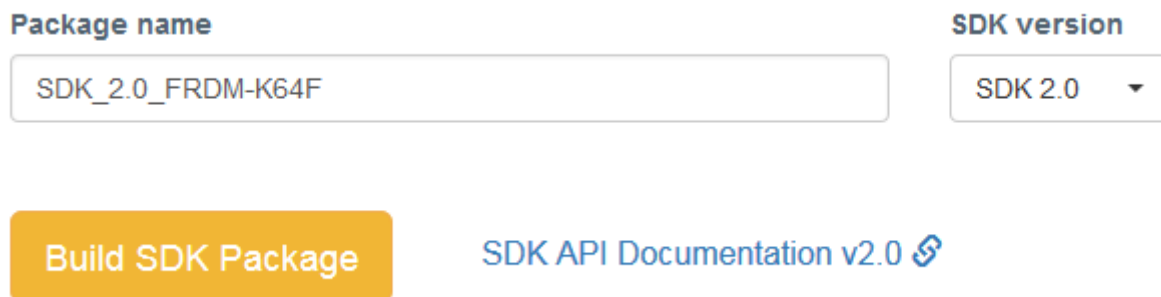 Package name
SDK version
SDK_2.0_FRDM-K64F
SDK 2.0
Build SDK Package
SDK API Documentation v2.0